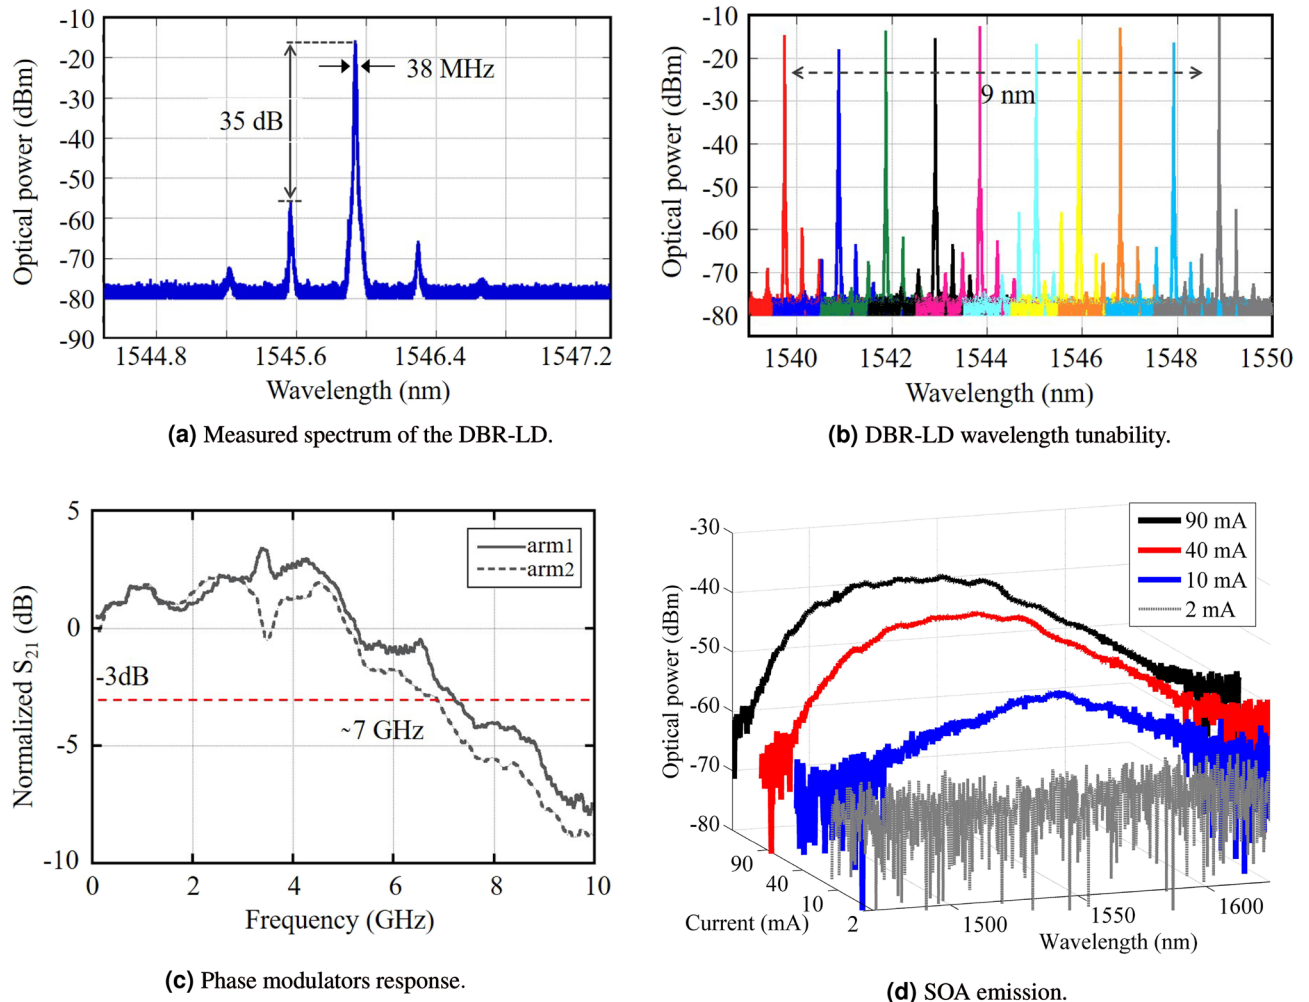 -10
-20
-30
-40
-50
-60
-70
-80
-90
Optical power (dBm)
35 dB
38 MHz
1544.8
1545.6
1546.4
1547.2
Wavelength (nm)
(a) Measured spectrum of the DBR-LD.
-10
-20
-30
-40
-50
-60
-70
-80
Optical power (dBm)
9 nm
1540
1542
1544
1546
1548
1550
Wavelength (nm)
(b) DBR-LD wavelength tunability.
5
0
-5
-10
Normalized S21 (dB)
arm1
arm2
-3dB
~7 GHz
0
2
4
6
8
10
Frequency (GHz)
(c) Phase modulators response.
-30
-40
-50
-60
-70
-80
Optical power (dBm)
90 mA
40 mA
10 mA
2 mA
90
40
10
2
Current (mA)
1500
1550
1600
Wavelength (nm)
(d) SOA emission.